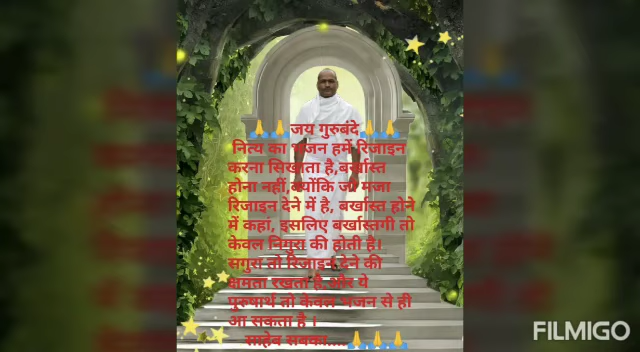 🙏🙏जय गुरुबंदे🙏🙏
नित्य का भजन हमें रिजाइन
करना सिखाता है,बर्खास्त
होना नहीं,क्योंकि जो मजा
रिजाइन देने में है, बर्खास्त होने
में कहा, इसलिए बर्खास्तगी तो
केवल निगुरा की होती है।
सगुरा तो रिजाइन देने की
क्षमता रखता है,और ये
पुरुषार्थ तो केवल भजन से ही
आ सकता है ।
साहेब सबका....🙏🙏🙏
FILMIGO